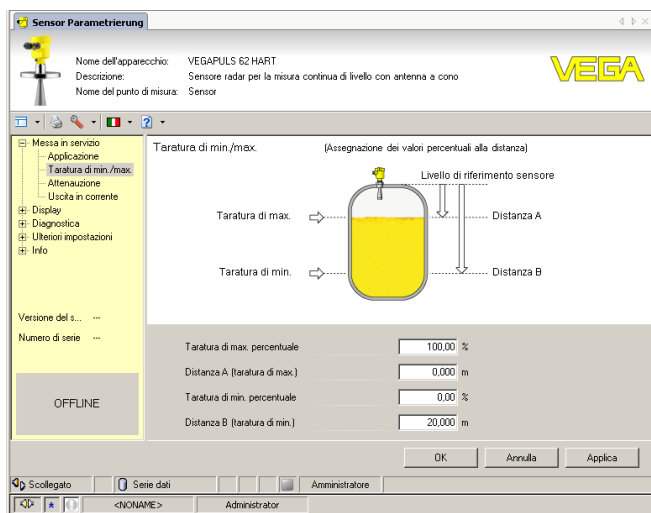 Sensor Parametrierung
Nome dell'apparecchio: VEGAPULS 62 HART
Descrizione: Sensore radar per la misura continua di livello con antenna a cono
Nome del punto di misura: Sensor
VEGA
Messa in servizio
Applicazione
Taratura di min./max.
Attenuazione
Uscita in corrente
Display
Diagnostica
Ulteriori impostazioni
Info
Versione del s... ---
Numero di serie ---
OFFLINE
Taratura di min./max. (Assegnazione dei valori percentuali alla distanza)
Livello di riferimento sensore
Taratura di max. Distanza A
Taratura di min. Distanza B
Taratura di max. percentuale 100,00 %
Distanza A (taratura di max.) 0,000 m
Taratura di min. percentuale 0,00 %
Distanza B (taratura di min.) 20,000 m
OK Annulla Applica
Scollegato Serie dati Amministratore
<NONAME> Administrator